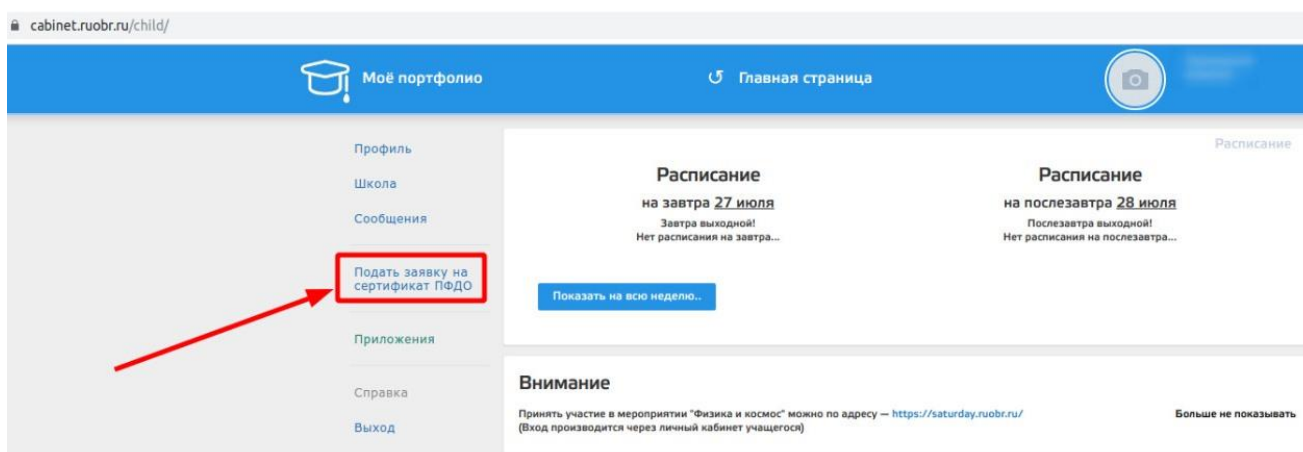 cabinet.ruobr.ru/child/
Моё портфолио
Главная страница
Профиль
Школа
Сообщения
Подать заявку на
сертификат ПФДО
Приложения
Справка
Выход
Расписание
Расписание
на завтра 27 июля
Завтра выходной!
Нет расписания на завтра...
Расписание
на послезавтра 28 июля
Послезавтра выходной!
Нет расписания на послезавтра...
Показать на всю неделю..
Внимание
Принять участие в мероприятии "Физика и космос" можно по адресу — https://saturday.ruobr.ru/
(Вход производится через личный кабинет учащегося)
Больше не показывать